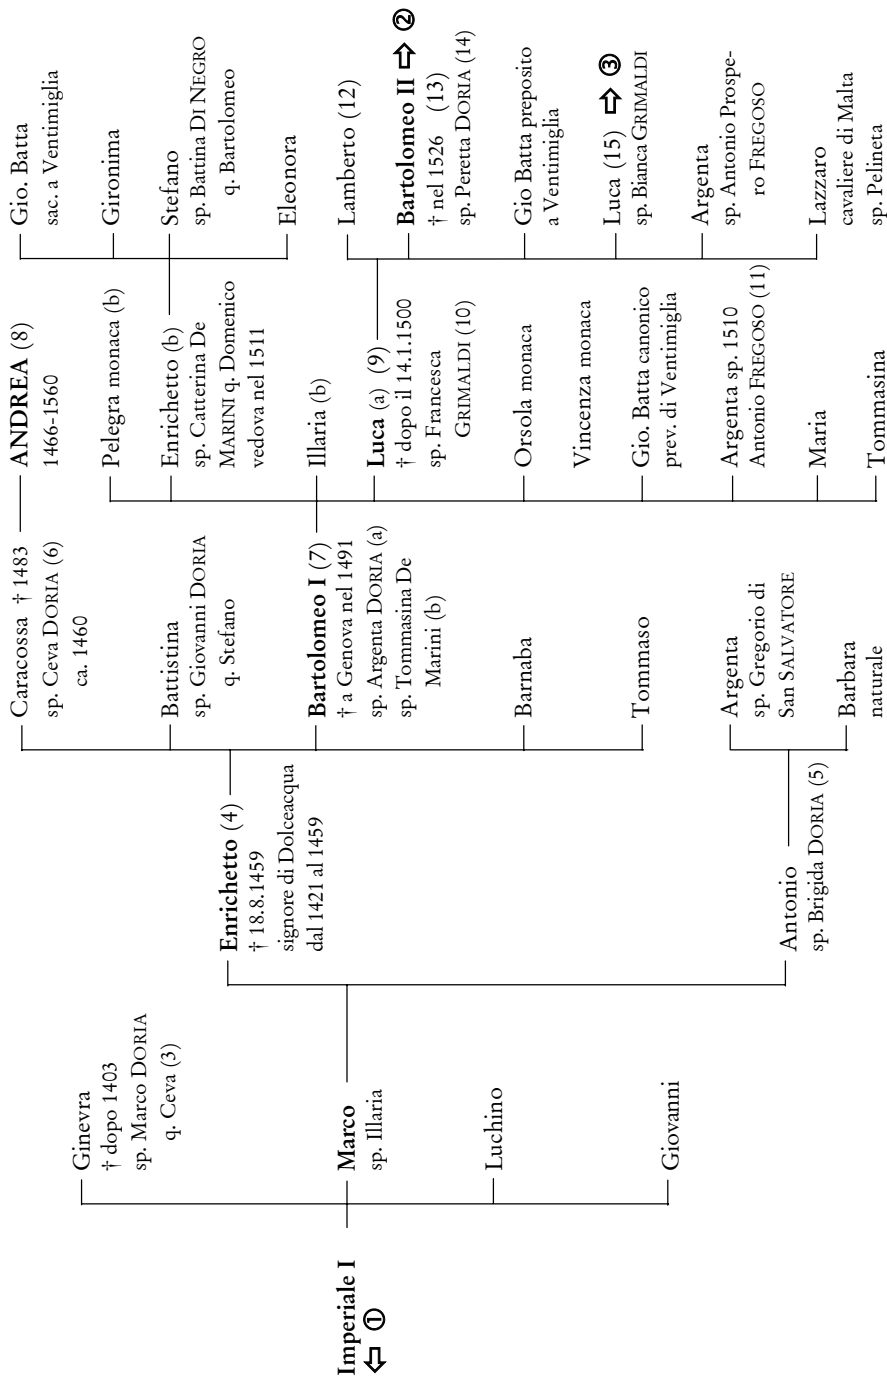 Imperiale I
⇦ ①
Ginevra
† dopo 1403
sp. Marco DORIA
q. Ceva (3)
Marco
sp. Illaria
Luchino
Giovanni
Enrichetto (4)
† 18.8.1459
signore di Dolceacqua
dal 1421 al 1459
Antonio
sp. Brigida DORIA (5)
Caracossa † 1483
sp. Ceva DORIA (6)
ca. 1460
Battistina
sp. Giovanni DORIA
q. Stefano
Bartolomeo I (7)
† a Genova nel 1491
sp. Argenta DORIA (a)
sp. Tommasina De
Marini (b)
Barnaba
Tommaso
Argenta
sp. Gregorio di
San SALVATORE
Barbara
naturale
ANDREA (8)
1466-1560
Pelegra monaca (b)
Enrichetto (b)
sp. Catterina De
MARINI q. Domenico
vedova nel 1511
Illaria (b)
Luca (a) (9)
† dopo il 14.1.1500
sp. Francesca
GRIMALDI (10)
Orsola monaca
Vincenza monaca
Gio. Batta canonico
prev. di Ventimiglia
Argenta sp. 1510
Antonio FREGOSO (11)
Maria
Tommasina
Gio. Batta
sac. a Ventimiglia
Gironima
Stefano
sp. Battina DI NEGRO
q. Bartolomeo
Eleonora
Lamberto (12)
Bartolomeo II ⇨ ②
† nel 1526 (13)
sp. Peretta DORIA (14)
Gio Batta preposito
a Ventimiglia
Luca (15) ⇨ ③
sp. Bianca GRIMALDI
Argenta
sp. Antonio Prospe-
ro FREGOSO
Lazzaro
cavaliere di Malta
sp. Pelineta